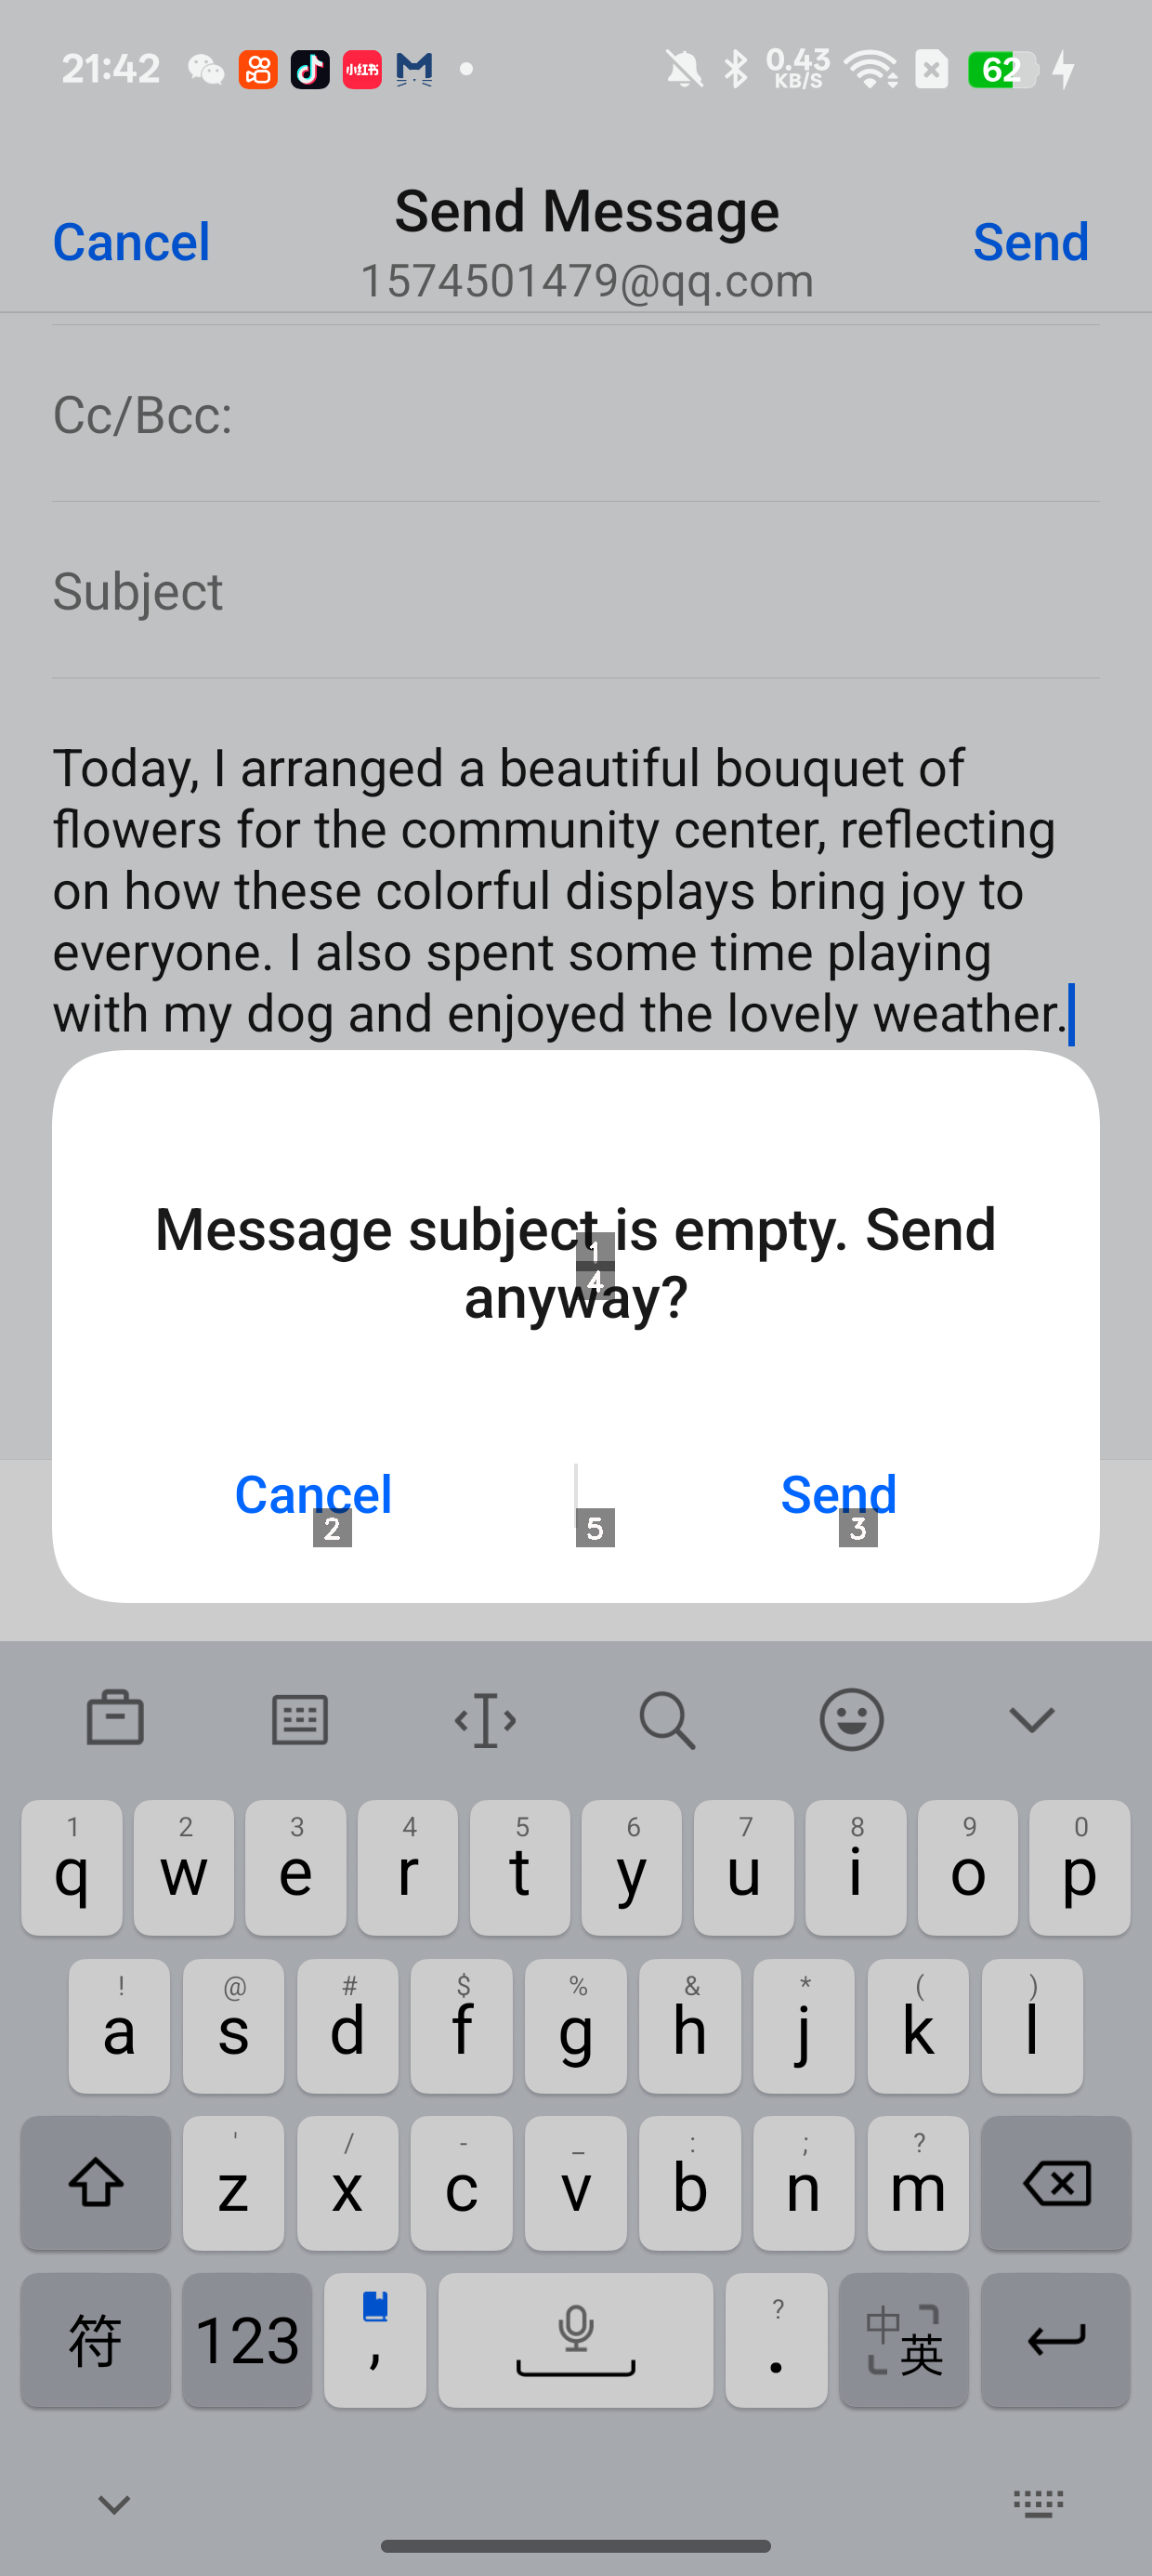 21:42
小红书
0.43
KB/S
62
Cancel
Send Message
Send
1574501479@qq.com
Cc/Bcc:
Subject
Today, I arranged a beautiful bouquet of
flowers for the community center, reflecting
on how these colorful displays bring joy to
everyone. I also spent some time playing
with my dog and enjoyed the lovely weather.
Message subject is empty. Send
anyway?
1
4
Cancel
Send
2
5
3
1 2 3 4 5 6 7 8 9 0
q w e r t y u i o p
! @ # $ % & * ( )
a s d f g h j k l
' / - _ : ; ?
z x c v b n m
符 123 , ? . 中 英